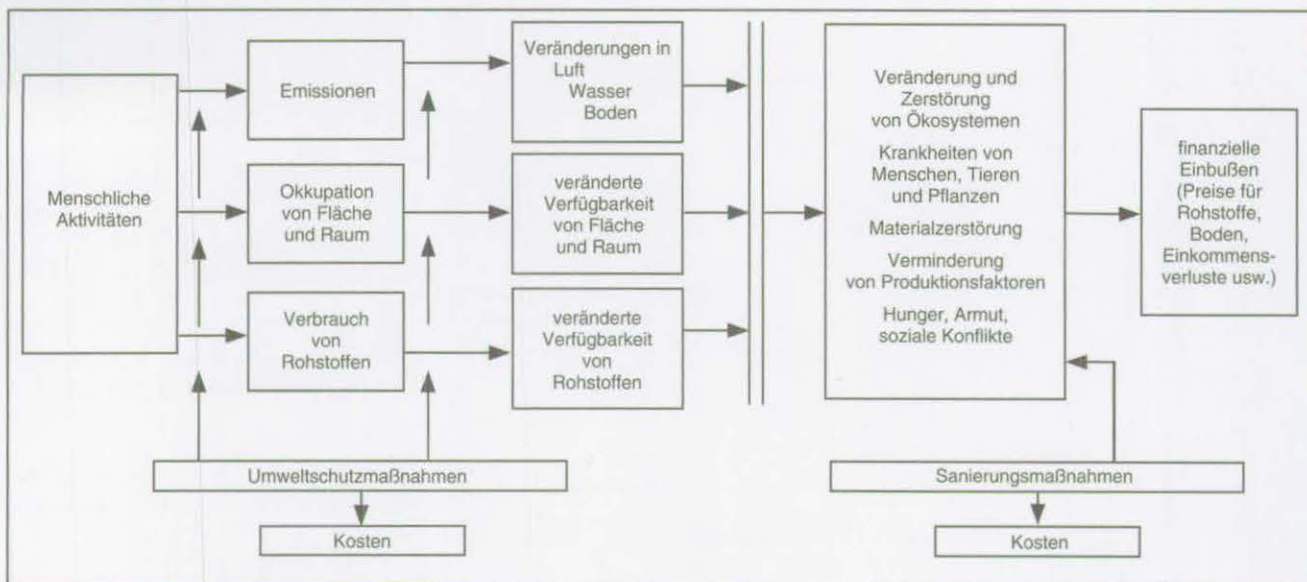 Menschliche
Aktivitäten
Emissionen
Okkupation
von Fläche
und Raum
Verbrauch
von
Rohstoffen
Veränderungen in
Luft
Wasser
Boden
veränderte
Verfügbarkeit
von Fläche
und Raum
veränderte
Verfügbarkeit
von
Rohstoffen
Veränderung und
Zerstörung
von Ökosystemen
Krankheiten von
Menschen, Tieren
und Pflanzen
Materialzerstörung
Verminderung
von Produktionsfaktoren
Hunger, Armut,
soziale Konflikte
finanzielle
Einbußen
(Preise für
Rohstoffe,
Boden,
Einkommens-
verluste usw.)
Umweltschutzmaßnahmen
Kosten
Sanierungsmaßnahmen
Kosten